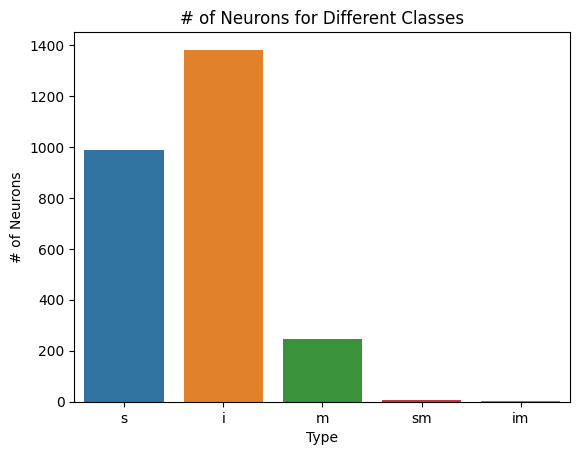 # of Neurons for Different Classes
1400
1200
1000
800
600
400
200
0
# of Neurons
s i m sm im
Type